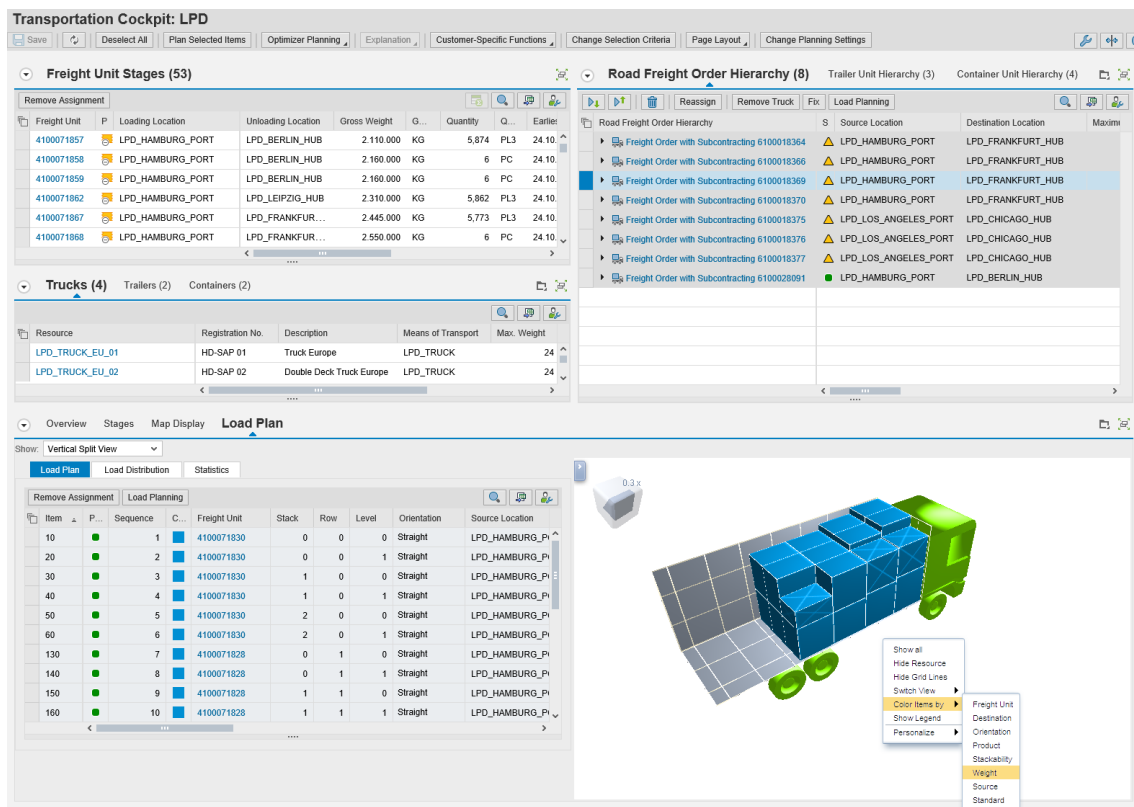 Transportation Cockpit: LPD
Save Deselect All Plan Selected Items Optimizer Planning Explanation Customer-Specific Functions Change Selection Criteria Page Layout Change Planning Settings
Freight Unit Stages (53)
Remove Assignment
Freight Unit P Loading Location Unloading Location Gross Weight G... Quantity Q... Earlies
4100071857 LPD_HAMBURG_PORT LPD_BERLIN_HUB 2.110.000 KG 5,874 PL3 24.10.
4100071858 LPD_HAMBURG_PORT LPD_BERLIN_HUB 2.160.000 KG 6 PC 24.10.
4100071859 LPD_HAMBURG_PORT LPD_BERLIN_HUB 2.160.000 KG 6 PC 24.10.
4100071862 LPD_HAMBURG_PORT LPD_LEIPZIG_HUB 2.310.000 KG 5,862 PL3 24.10.
4100071867 LPD_HAMBURG_PORT LPD_FRANKFUR... 2.445.000 KG 5,773 PL3 24.10.
4100071868 LPD_HAMBURG_PORT LPD_FRANKFUR... 2.550.000 KG 6 PC 24.10.
Road Freight Order Hierarchy (8) Trailer Unit Hierarchy (3) Container Unit Hierarchy (4)
Reassign Remove Truck Fix Load Planning
Road Freight Order Hierarchy S Source Location Destination Location Maximu
Freight Order with Subcontracting 6100018364 LPD_HAMBURG_PORT LPD_FRANKFURT_HUB
Freight Order with Subcontracting 6100018366 LPD_HAMBURG_PORT LPD_FRANKFURT_HUB
Freight Order with Subcontracting 6100018369 LPD_HAMBURG_PORT LPD_FRANKFURT_HUB
Freight Order with Subcontracting 6100018370 LPD_HAMBURG_PORT LPD_FRANKFURT_HUB
Freight Order with Subcontracting 6100018375 LPD_LOS_ANGELES_PORT LPD_CHICAGO_HUB
Freight Order with Subcontracting 6100018376 LPD_LOS_ANGELES_PORT LPD_CHICAGO_HUB
Freight Order with Subcontracting 6100018377 LPD_LOS_ANGELES_PORT LPD_CHICAGO_HUB
Freight Order with Subcontracting 6100028091 LPD_HAMBURG_PORT LPD_BERLIN_HUB
Trucks (4) Trailers (2) Containers (2)
Resource Registration No. Description Means of Transport Max. Weight
LPD_TRUCK_EU_01 HD-SAP 01 Truck Europe LPD_TRUCK 24
LPD_TRUCK_EU_02 HD-SAP 02 Double Deck Truck Europe LPD_TRUCK 24
Overview Stages Map Display Load Plan
Show: Vertical Split View
Load Plan Load Distribution Statistics
Remove Assignment Load Planning
Item P... Sequence C... Freight Unit Stack Row Level Orientation Source Location
10 1 4100071830 0 0 0 Straight LPD_HAMBURG_P
20 2 4100071830 0 0 1 Straight LPD_HAMBURG_P
30 3 4100071830 1 0 0 Straight LPD_HAMBURG_P
40 4 4100071830 1 0 1 Straight LPD_HAMBURG_P
50 5 4100071830 2 0 0 Straight LPD_HAMBURG_P
60 6 4100071830 2 0 1 Straight LPD_HAMBURG_P
130 7 4100071828 0 1 0 Straight LPD_HAMBURG_P
140 8 4100071828 0 1 1 Straight LPD_HAMBURG_P
150 9 4100071828 1 1 0 Straight LPD_HAMBURG_P
160 10 4100071828 1 1 1 Straight LPD_HAMBURG_P
0.3 x
Show all
Hide Resource
Hide Grid Lines
Switch View
Color Items by
Show Legend
Personalize
Freight Unit
Destination
Orientation
Product
Stackability
Weight
Source
Standard